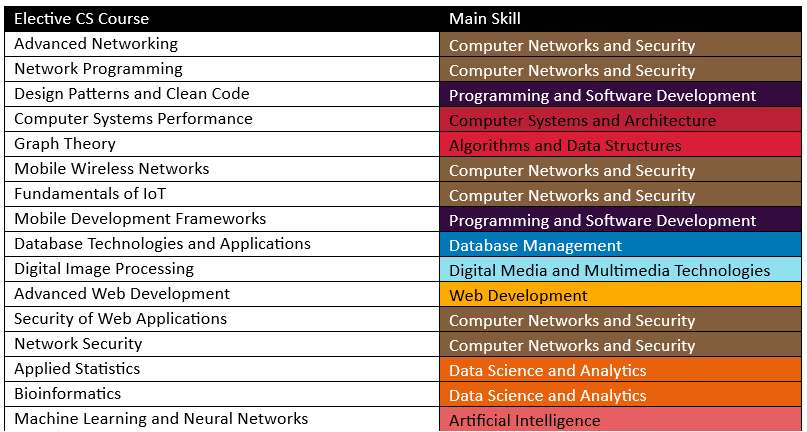 Elective CS Course Main Skill
Advanced Networking Computer Networks and Security
Network Programming Computer Networks and Security
Design Patterns and Clean Code Programming and Software Development
Computer Systems Performance Computer Systems and Architecture
Graph Theory Algorithms and Data Structures
Mobile Wireless Networks Computer Networks and Security
Fundamentals of IoT Computer Networks and Security
Mobile Development Frameworks Programming and Software Development
Database Technologies and Applications Database Management
Digital Image Processing Digital Media and Multimedia Technologies
Advanced Web Development Web Development
Security of Web Applications Computer Networks and Security
Network Security Computer Networks and Security
Applied Statistics Data Science and Analytics
Bioinformatics Data Science and Analytics
Machine Learning and Neural Networks Artificial Intelligence